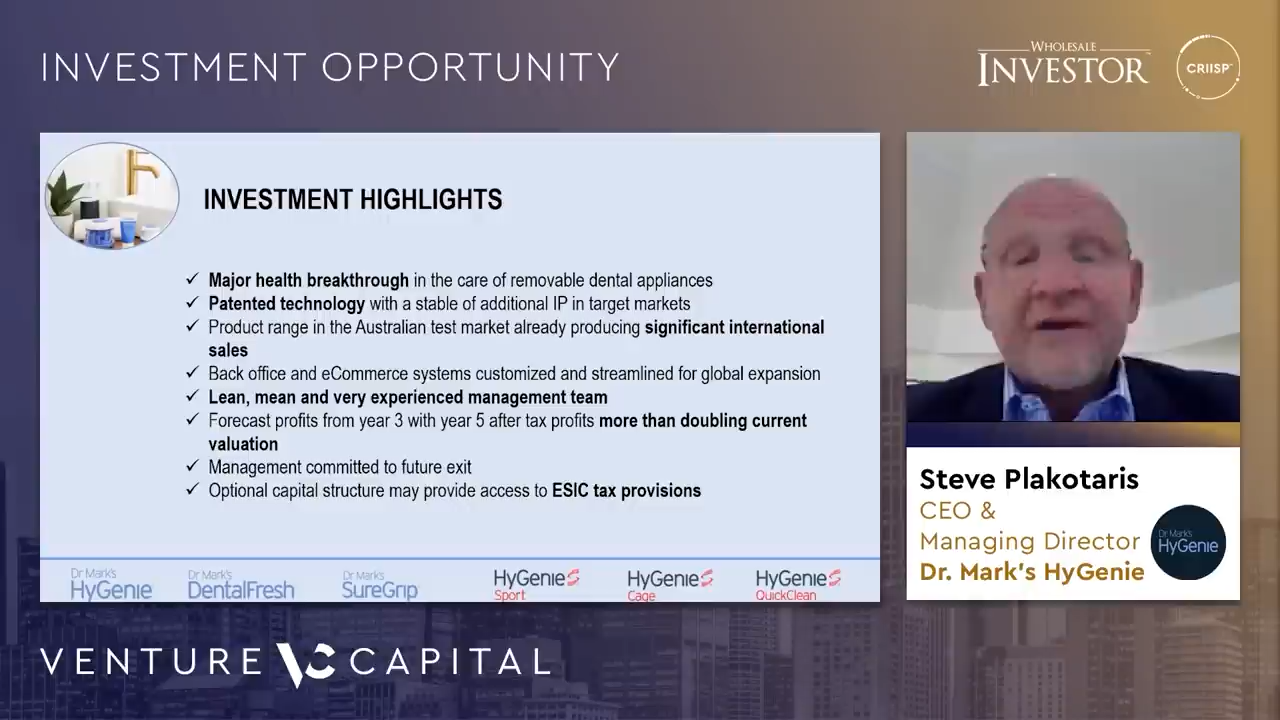 INVESTMENT OPPORTUNITY
WHOLESALE
INVESTOR
CRIISP
INVESTMENT HIGHLIGHTS
✓ Major health breakthrough in the care of removable dental appliances
✓ Patented technology with a stable of additional IP in target markets
✓ Product range in the Australian test market already producing significant international
sales
✓ Back office and eCommerce systems customized and streamlined for global expansion
✓ Lean, mean and very experienced management team
✓ Forecast profits from year 3 with year 5 after tax profits more than doubling current
valuation
✓ Management committed to future exit
✓ Optional capital structure may provide access to ESIC tax provisions
Dr Mark's
HyGenie
Dr Mark's
DentalFresh
Dr Mark's
SureGrip
HyGenie
Sport
HyGenie
Cage
HyGenie
QuickClean
Steve Plakotaris
CEO &
Managing Director
Dr. Mark's HyGenie
Dr Mark's
HyGenie
VENTURE VC CAPITAL